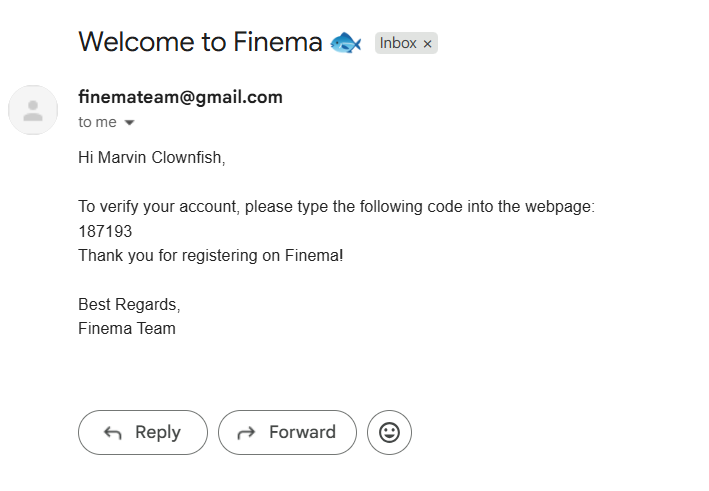 Welcome to Finema 🐟 Inbox ×
finemateam@gmail.com
to me
Hi Marvin Clownfish,
To verify your account, please type the following code into the webpage:
187193
Thank you for registering on Finema!
Best Regards,
Finema Team
Reply Forward